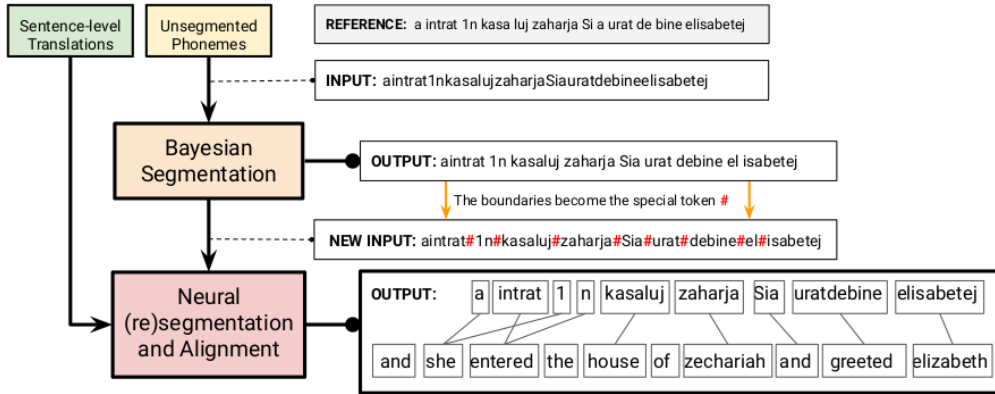 Sentence-level
Translations
Unsegmented
Phonemes
REFERENCE: a intrat 1n kasa luj zaharja Si a urat de bine elisabetej
INPUT: aintrat1nkasalujzaharjaSiauratdebineelisabetej
Bayesian
Segmentation
OUTPUT: aintrat 1n kasaluj zaharja Sia urat debine el isabetej
The boundaries become the special token #
NEW INPUT: aintrat#1n#kasaluj#zaharja#Sia#urat#debine#el#isabetej
Neural
(re)segmentation
and Alignment
OUTPUT: a intrat 1 n kasaluj zaharja Sia uratdebine elisabetej
and she entered the house of zechariah and greeted elizabeth